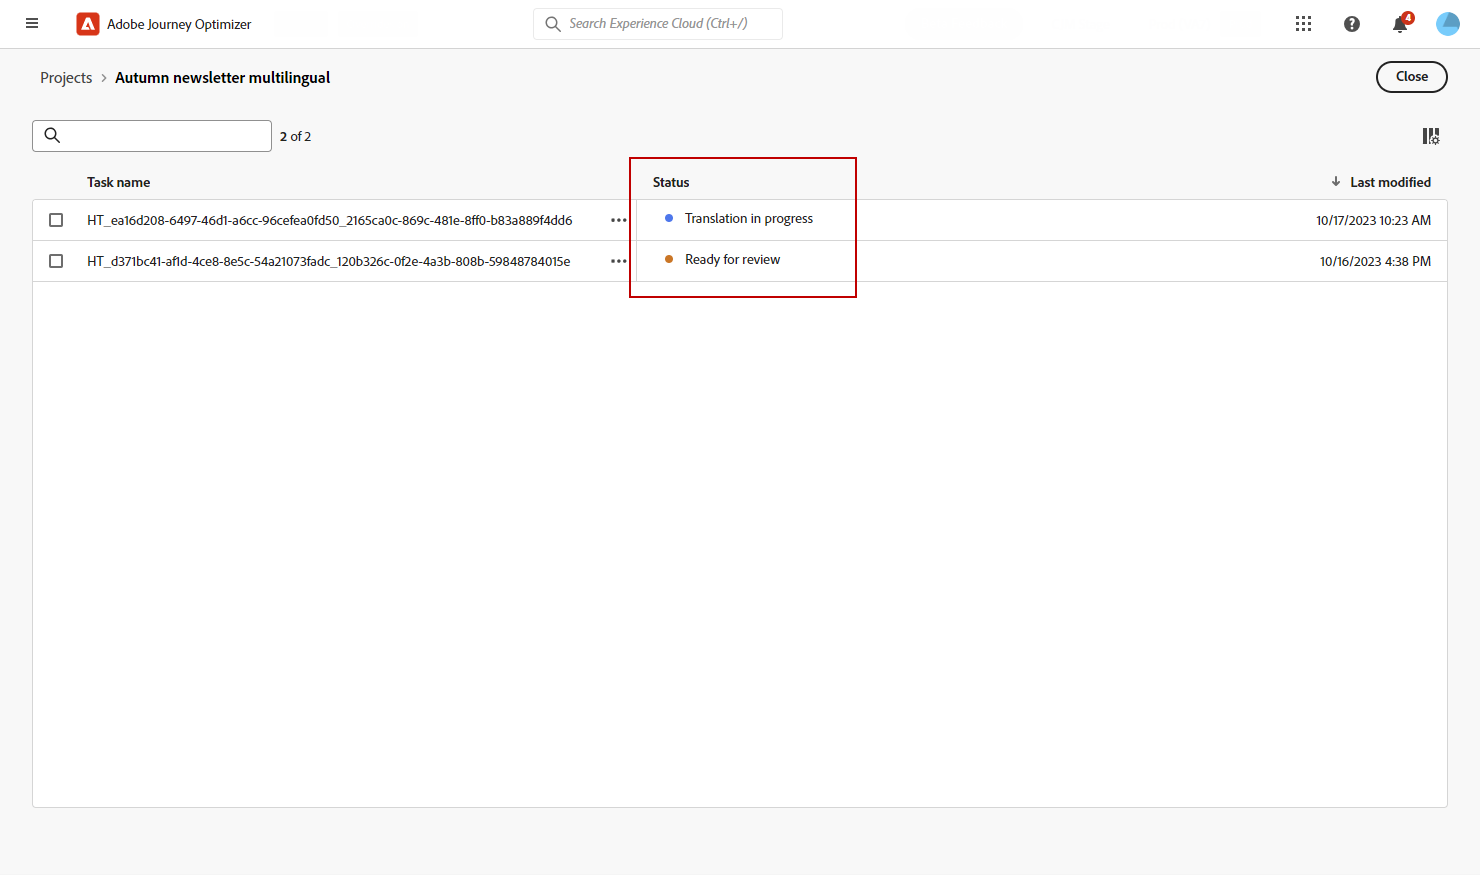 Adobe Journey Optimizer
Search Experience Cloud (Ctrl+/)
4
Projects > Autumn newsletter multilingual
Close
2 of 2
Task name Status Last modified
HT_ea16d208-6497-46d1-a6cc-96cefea0fd50_2165ca0c-869c-481e-8ff0-b83a889f4dd6 ••• Translation in progress 10/17/2023 10:23 AM
HT_d371bc41-af1d-4ce8-8e5c-54a21073fadc_120b326c-0f2e-4a3b-808b-59848784015e ••• Ready for review 10/16/2023 4:38 PM